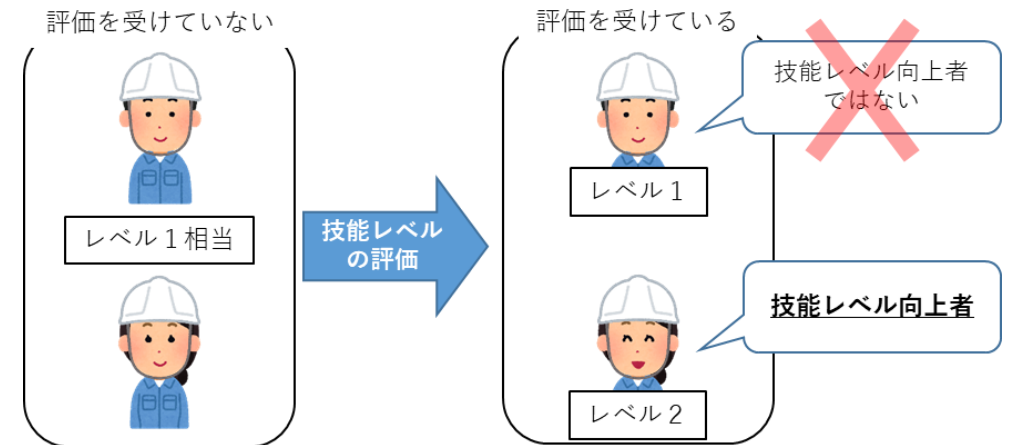 評価を受けていない
評価を受けている
技能レベル向上者
ではない
レベル１
レベル１相当
技能レベル
の評価
技能レベル向上者
レベル２